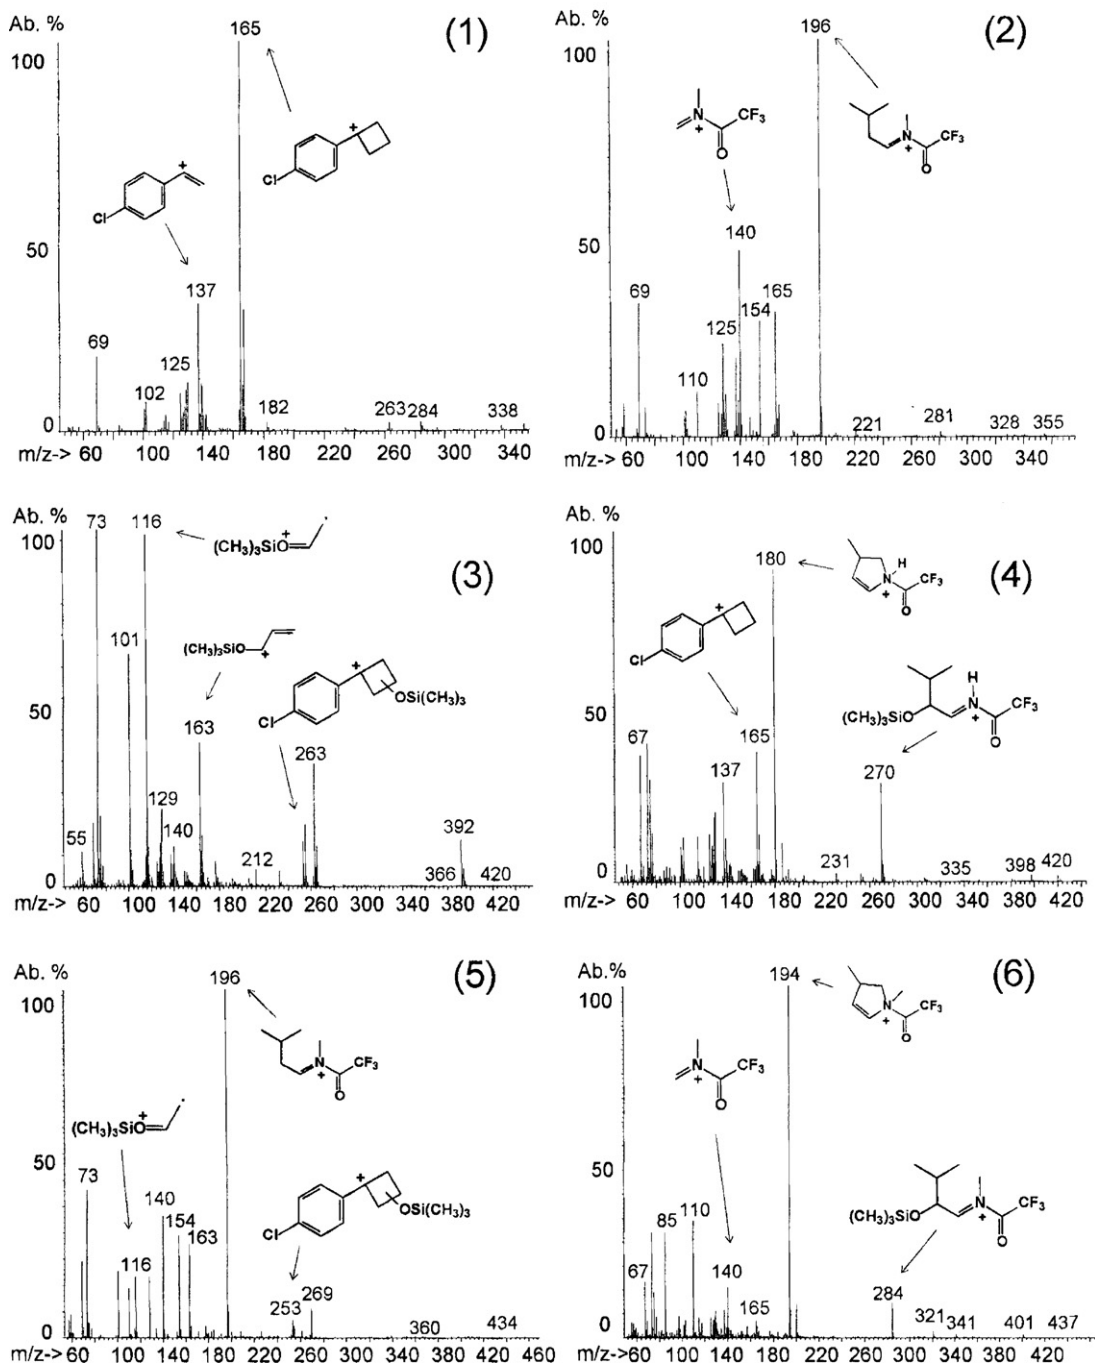 Ab. %
(1)
165
100
Cl
Cl
137
50
69
125
102
182
263
284
338
0
m/z-> 60 100 140 180 220 260 300 340
Ab. %
(2)
196
100
N
+
CF₃
O
N
+
CF₃
O
140
50
69
165
154
125
110
221
281
328
355
0
m/z-> 60 100 140 180 220 260 300 340
Ab. %
(3)
73
116
100
(CH₃)₃SiO
+
101
(CH₃)₃SiO
+
+
OSi(CH₃)₃
Cl
50
163
263
129
140
55
212
392
366
420
0
m/z-> 60 100 140 180 220 260 300 340 380 420
Ab. %
(4)
100
180
H
N
+
CF₃
O
+
Cl
H
N
+
CF₃
(CH₃)₃SiO
O
50
67
165
137
270
231
335
398
420
0
m/z-> 60 100 140 180 220 260 300 340 380 420
Ab. %
(5)
196
100
N
+
CF₃
O
(CH₃)₃SiO
+
+
OSi(CH₃)₃
Cl
50
73
140
154
163
116
253
269
360
434
0
m/z-> 60 100 140 180 220 260 300 340 380 420 460
Ab. %
(6)
194
100
N
+
CF₃
O
N
+
CF₃
O
N
+
CF₃
(CH₃)₃SiO
O
50
85
110
67
140
165
284
321
341
401
437
0
m/z-> 60 100 140 180 220 260 300 340 380 420